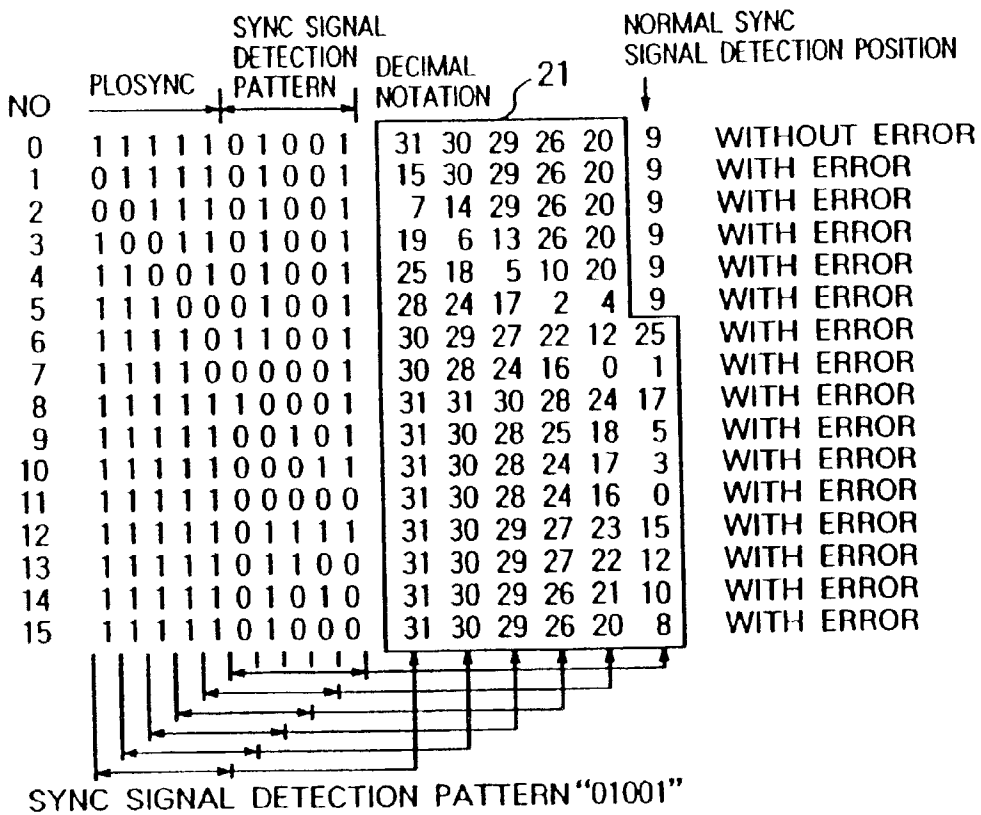 SYNC SIGNAL
DETECTION
PATTERN
PLOSYNC
NO
DECIMAL
NOTATION
21
NORMAL SYNC
SIGNAL DETECTION POSITION
0 1 1 1 1 1 0 1 0 0 1 31 30 29 26 20 9 WITHOUT ERROR
1 0 1 1 1 1 0 1 0 0 1 15 30 29 26 20 9 WITH ERROR
2 0 0 1 1 1 0 1 0 0 1 7 14 29 26 20 9 WITH ERROR
3 1 0 0 1 1 0 1 0 0 1 19 6 13 26 20 9 WITH ERROR
4 1 1 0 0 1 0 1 0 0 1 25 18 5 10 20 9 WITH ERROR
5 1 1 1 0 0 0 1 0 0 1 28 24 17 2 4 9 WITH ERROR
6 1 1 1 1 0 1 1 0 0 1 30 29 27 22 12 25 WITH ERROR
7 1 1 1 1 0 0 0 0 0 1 30 28 24 16 0 1 WITH ERROR
8 1 1 1 1 1 1 0 0 0 1 31 31 30 28 24 17 WITH ERROR
9 1 1 1 1 1 0 0 1 0 1 31 30 28 25 18 5 WITH ERROR
10 1 1 1 1 1 0 0 0 1 1 31 30 28 24 17 3 WITH ERROR
11 1 1 1 1 1 0 0 0 0 0 31 30 28 24 16 0 WITH ERROR
12 1 1 1 1 1 0 1 1 1 1 31 30 29 27 23 15 WITH ERROR
13 1 1 1 1 1 0 1 1 0 0 31 30 29 27 22 12 WITH ERROR
14 1 1 1 1 1 0 1 0 1 0 31 30 29 26 21 10 WITH ERROR
15 1 1 1 1 1 0 1 0 0 0 31 30 29 26 20 8 WITH ERROR
SYNC SIGNAL DETECTION PATTERN "01001"